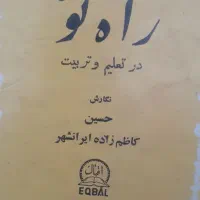 راه نو
در تعلیم و تربیت
نگارش
حسین
کاظم زاده ایرانشهر
اقبال
EQBAL